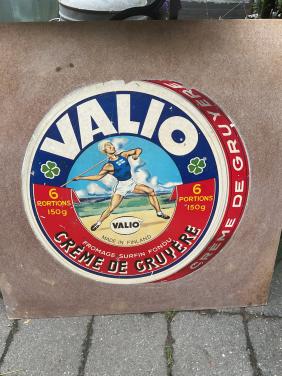 VALIO
6
PORTIONS
150g
6
PORTIONS
150g
VALIO
MADE IN FINLAND
FROMAGE SURFIN FONDU
CRÈME DE GRUYÈRE
CRÈME DE GRUYERE